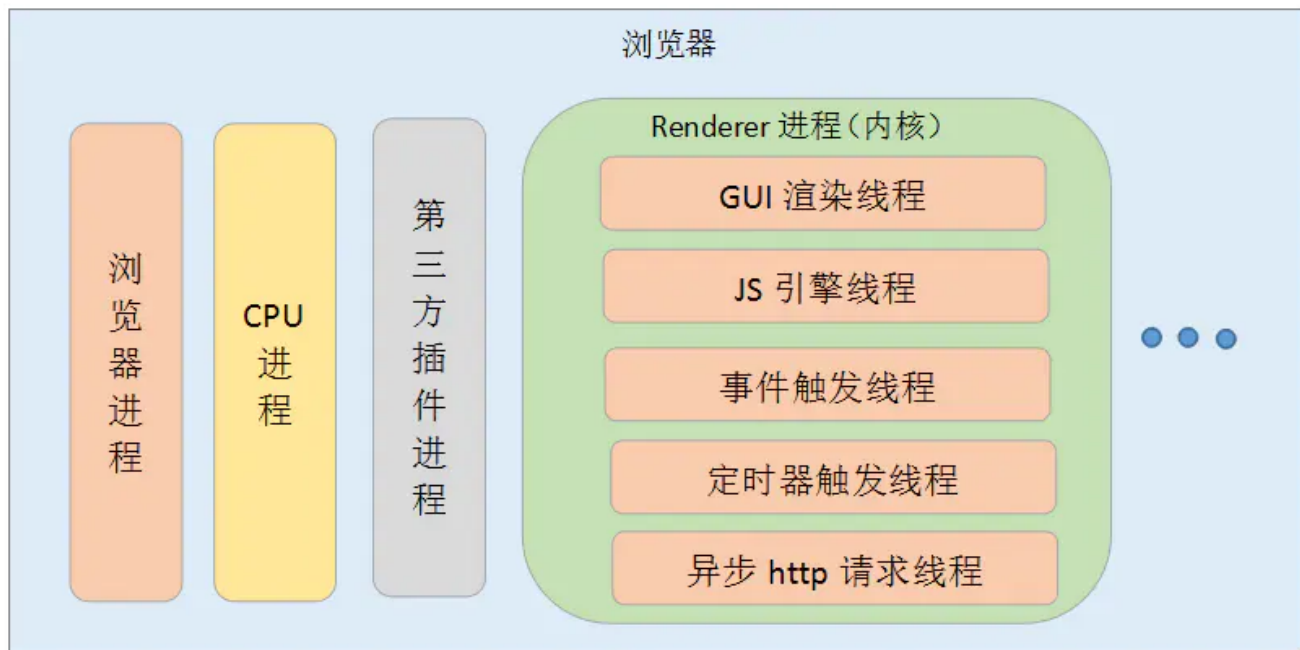 浏览器
浏览器进程
CPU
进程
第三方插件进程
Renderer 进程（内核）
GUI 渲染线程
JS 引擎线程
事件触发线程
定时器触发线程
异步 http 请求线程